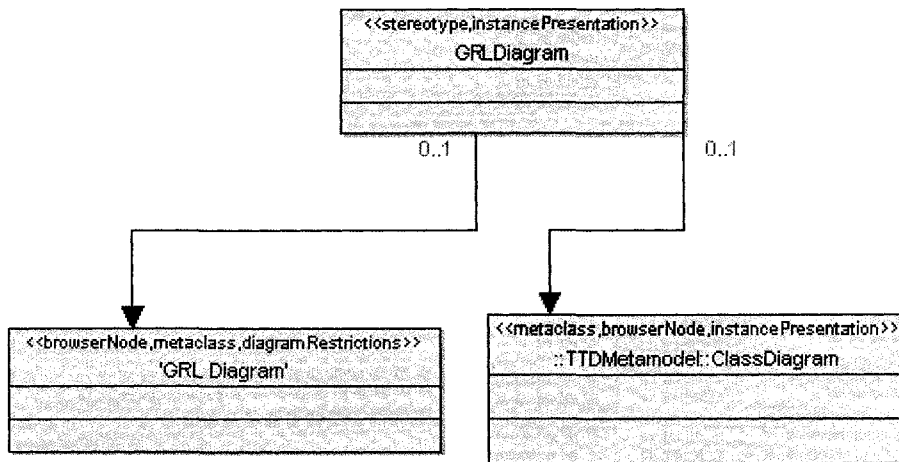 <<stereotype,instancePresentation>>
GRLDiagram
0..1
0..1
<<browserNode,metaclass,diagramRestrictions>>
'GRL Diagram'
<<metaclass,browserNode,instancePresentation>>
::TTDMetamodel::ClassDiagram